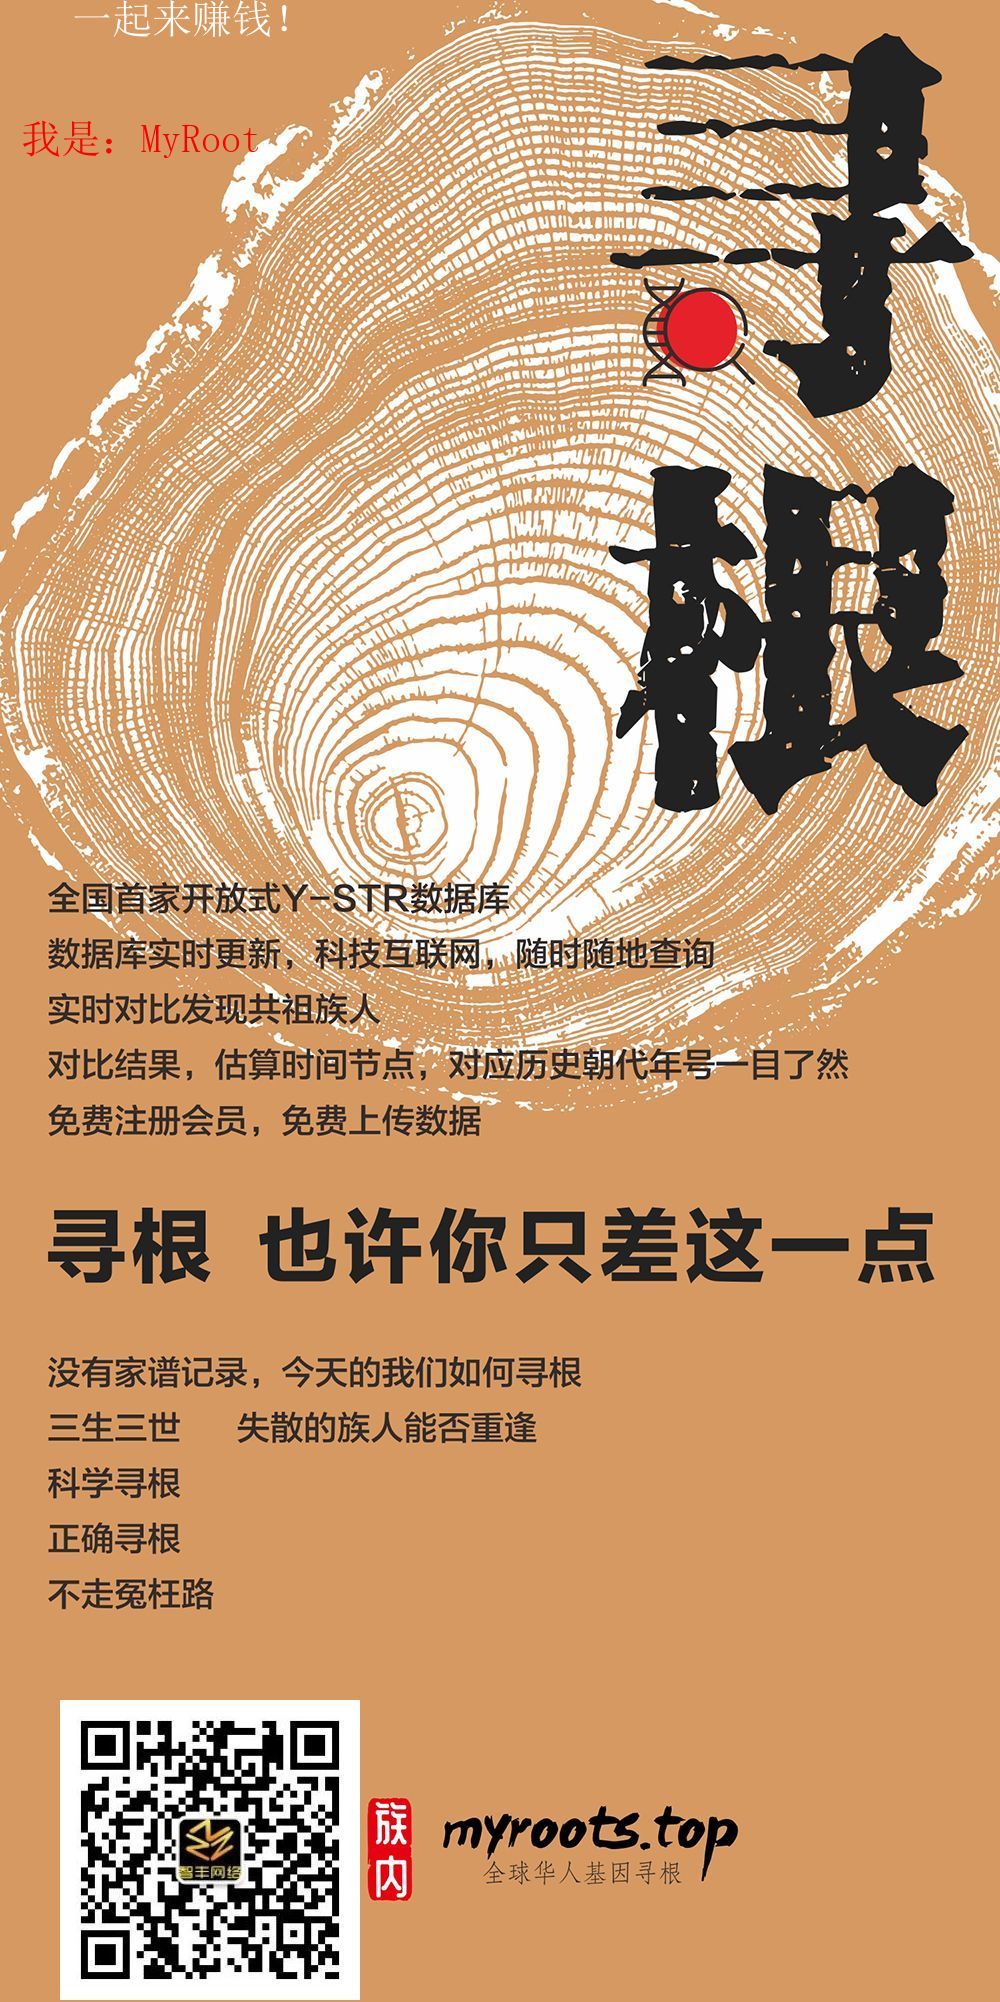 一起来赚钱！
我是：MyRoot
寻根
全国首家开放式Y-STR数据库
数据库实时更新，科技互联网，随时随地查询
实时对比发现共祖族人
对比结果，估算时间节点，对应历史朝代年号一目了然
免费注册会员，免费上传数据
寻根 也许你只差这一点
没有家谱记录，今天的我们如何寻根
三生三世 失散的族人能否重逢
科学寻根
正确寻根
不走冤枉路
智丰网络
族内
myroots.top
全球华人基因寻根